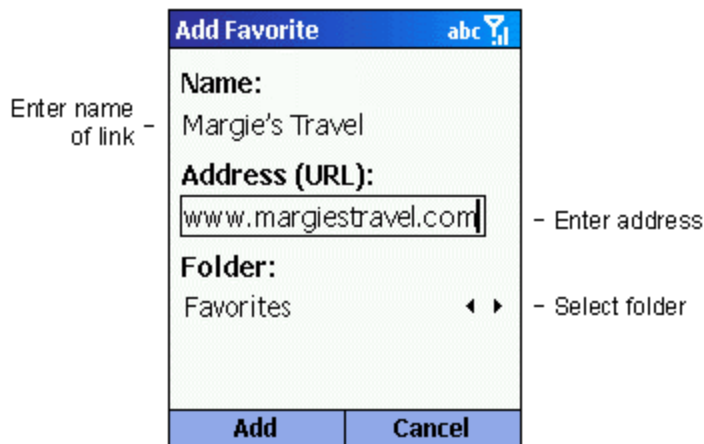 Add Favorite abc
Name:
Enter name
of link
Margie's Travel
Address (URL):
www.margiestravel.com
Enter address
Folder:
Favorites
Select folder
Add Cancel